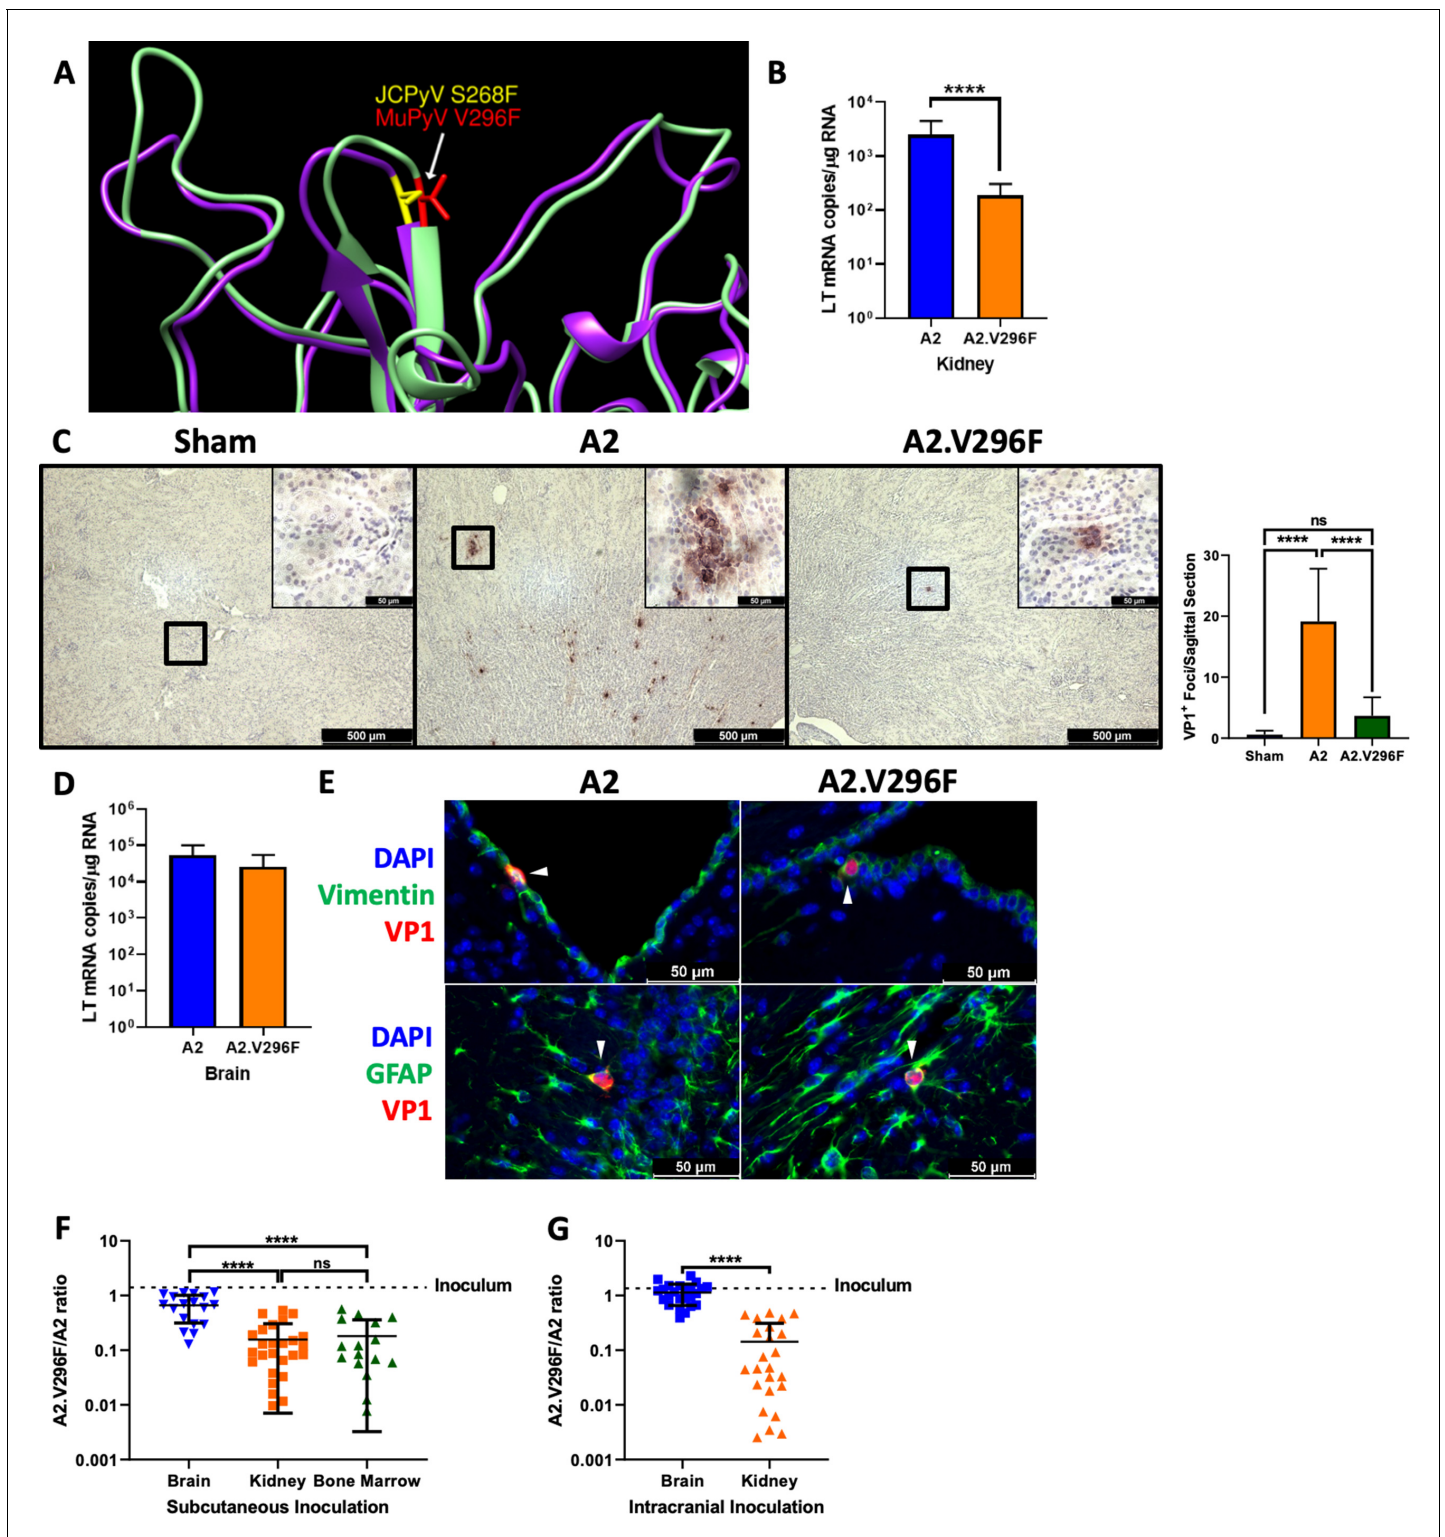 A
JCPyV S268F
MuPyV V296F
B
****
LT mRNA copies/µg RNA
10⁴
10³
10²
10¹
10⁰
A2 A2.V296F
Kidney
C
Sham A2 A2.V296F
50 µm
50 µm
50 µm
500 µm
500 µm
500 µm
ns
**** ****
VP1⁺ Foci/Sagittal Section
30
20
10
0
Sham A2 A2.V296F
D
LT mRNA copies/µg RNA
10⁶
10⁵
10⁴
10³
10²
10¹
10⁰
A2 A2.V296F
Brain
E
A2 A2.V296F
DAPI
Vimentin
VP1
50 µm
50 µm
DAPI
GFAP
VP1
50 µm
50 µm
F
****
**** ns
Inoculum
A2.V296F/A2 ratio
10
1
0.1
0.01
0.001
Brain Kidney Bone Marrow
Subcutaneous Inoculation
G
****
Inoculum
A2.V296F/A2 ratio
10
1
0.1
0.01
0.001
Brain Kidney
Intracranial Inoculation